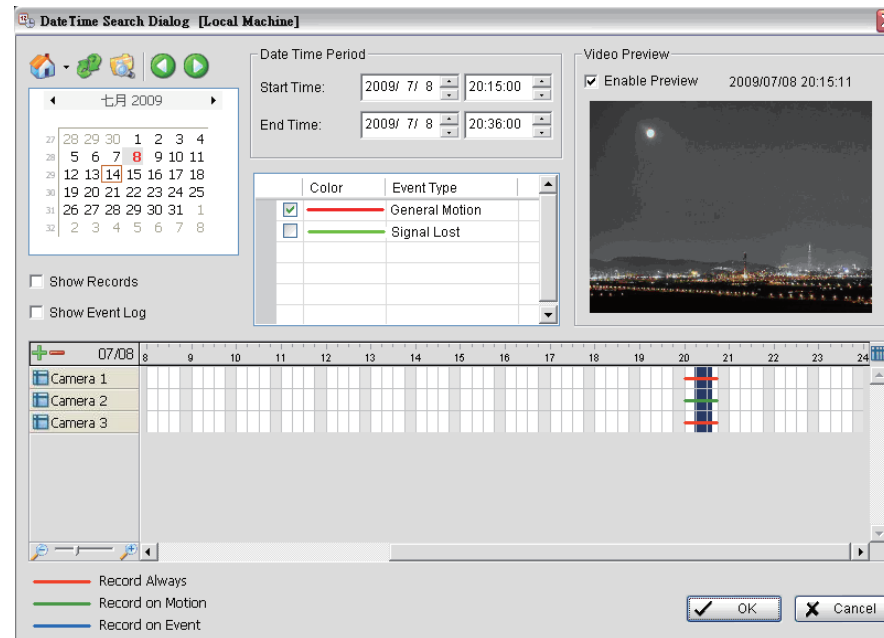 DateTime Search Dialog [Local Machine]
七月 2009
27 28 29 30 1 2 3 4
28 5 6 7 8 9 10 11
29 12 13 14 15 16 17 18
30 19 20 21 22 23 24 25
31 26 27 28 29 30 31 1
32 2 3 4 5 6 7 8
Show Records
Show Event Log
Date Time Period
Start Time: 2009/ 7/ 8 20:15:00
End Time: 2009/ 7/ 8 20:36:00
Color Event Type
General Motion
Signal Lost
Video Preview
Enable Preview 2009/07/08 20:15:11
07/08 8 9 10 11 12 13 14 15 16 17 18 19 20 21 22 23 24
Camera 1
Camera 2
Camera 3
Record Always
Record on Motion
Record on Event
OK Cancel